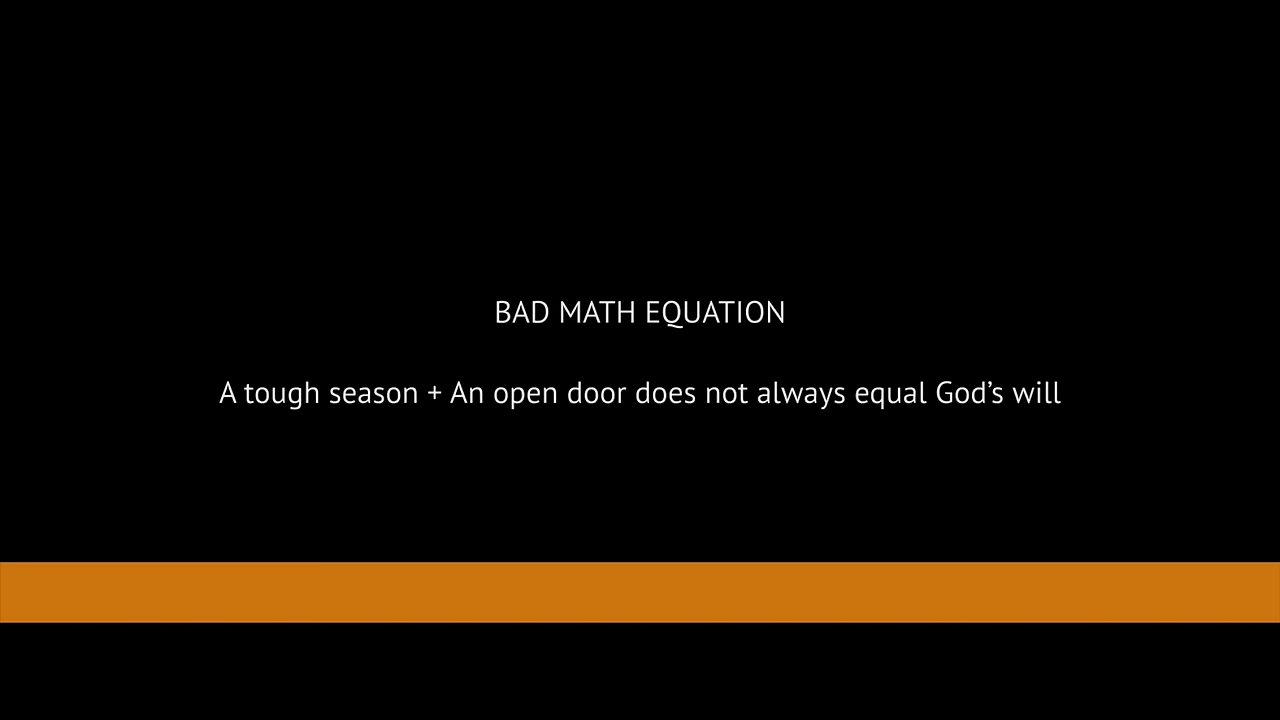 BAD MATH EQUATION
A tough season + An open door does not always equal God’s will